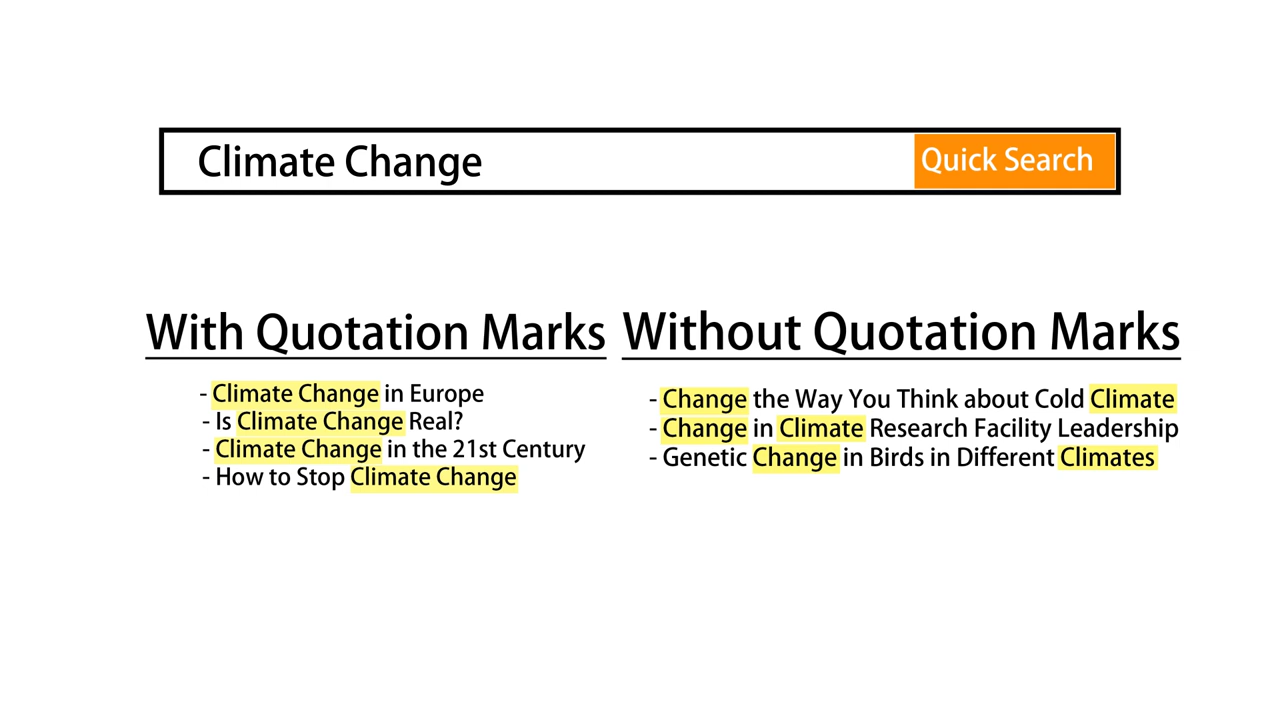 Climate Change
Quick Search
With Quotation Marks
- Climate Change in Europe
- Is Climate Change Real?
- Climate Change in the 21st Century
- How to Stop Climate Change
Without Quotation Marks
- Change the Way You Think about Cold Climate
- Change in Climate Research Facility Leadership
- Genetic Change in Birds in Different Climates